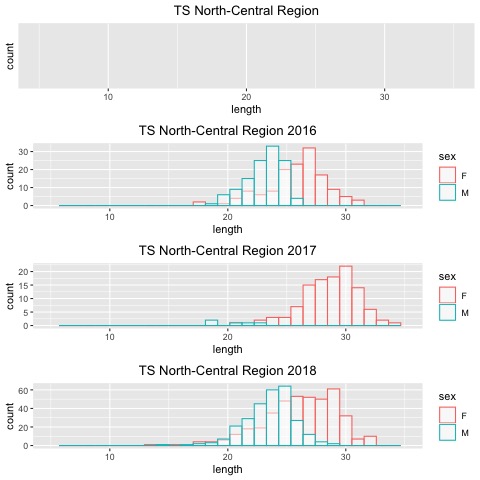 TS North-Central Region
count
10 20 30
length
TS North-Central Region 2016
count
30
20
10
0
10 20 30
length
sex
F
M
TS North-Central Region 2017
count
20
15
10
5
0
10 20 30
length
sex
F
M
TS North-Central Region 2018
count
60
40
20
0
10 20 30
length
sex
F
M